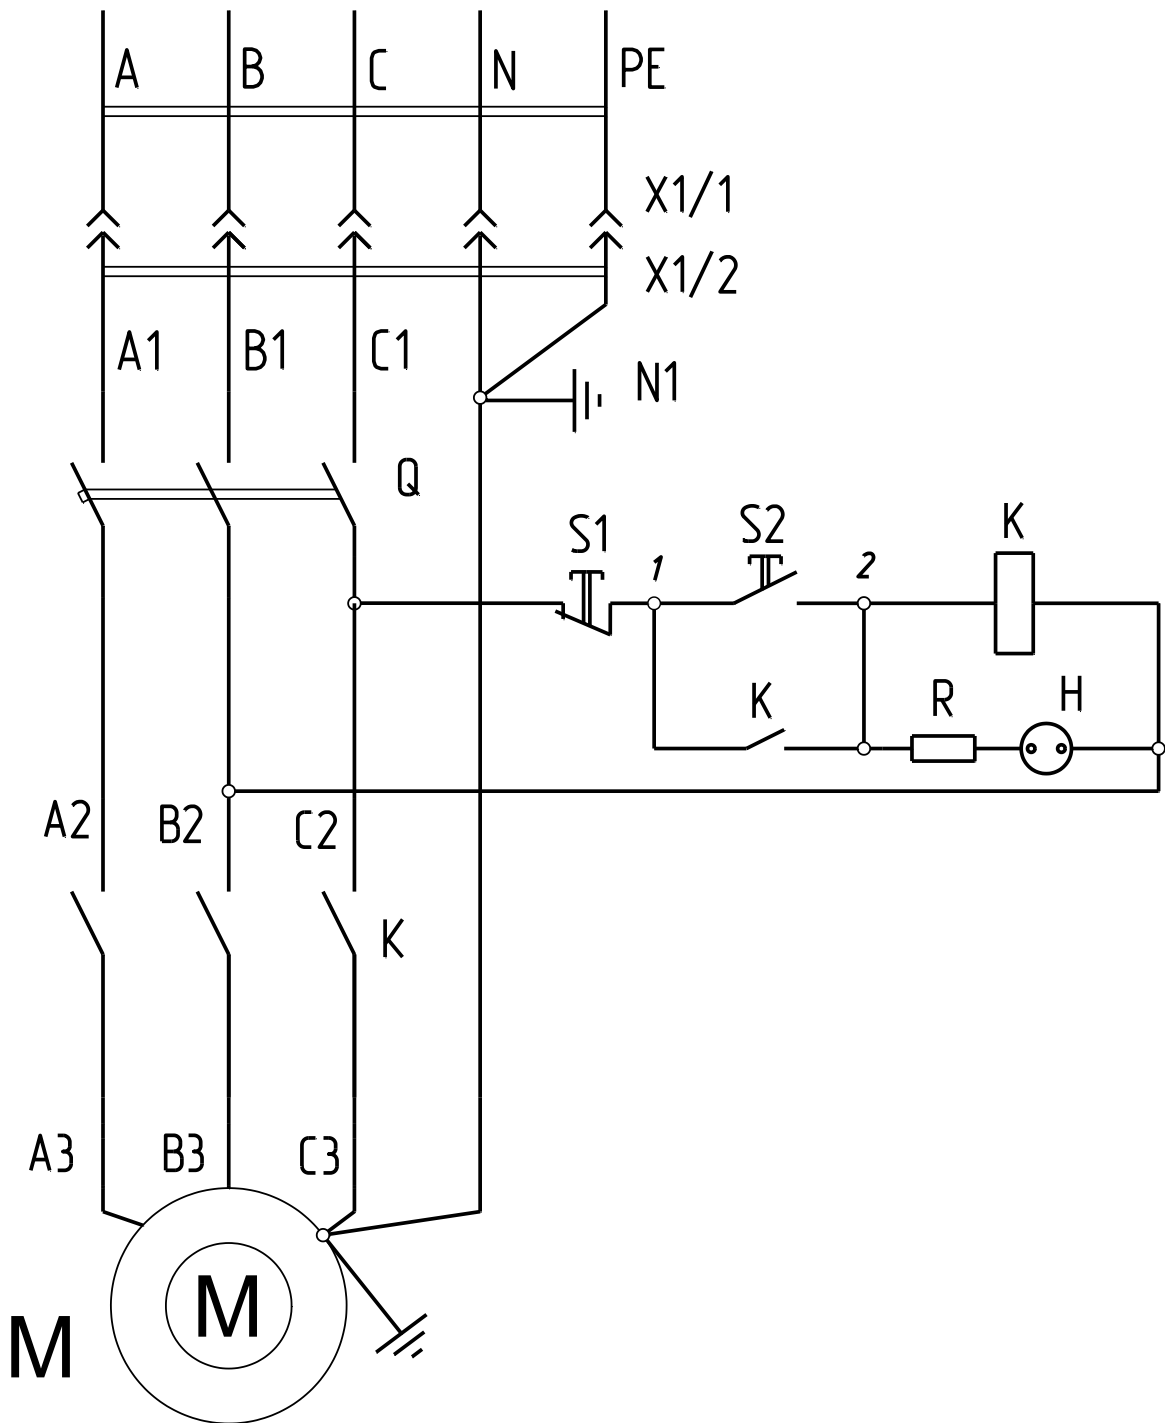 A B C N PE
X1/1
X1/2
A1 B1 C1 N1
Q
S1 1 S2 2 K
K R H
A2 B2 C2
K
A3 B3 C3
M
M